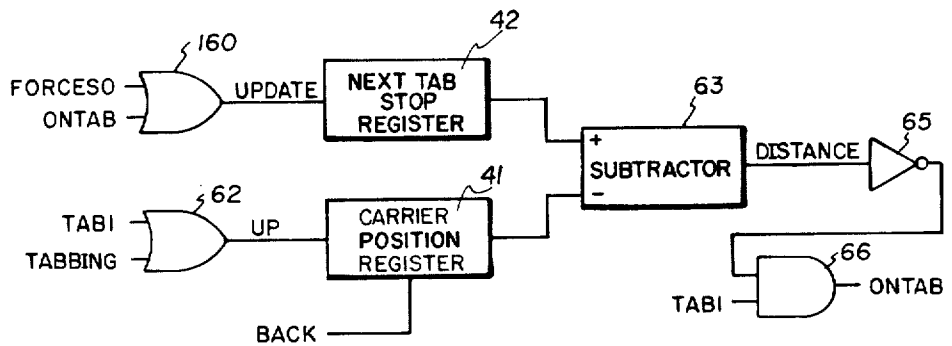 160
FORCESO
ONTAB
UPDATE
42
NEXT TAB
STOP
REGISTER
63
+
SUBTRACTOR
-
DISTANCE
65
62
TABI
TABBING
UP
41
CARRIER
POSITION
REGISTER
BACK
66
TABI
ONTAB